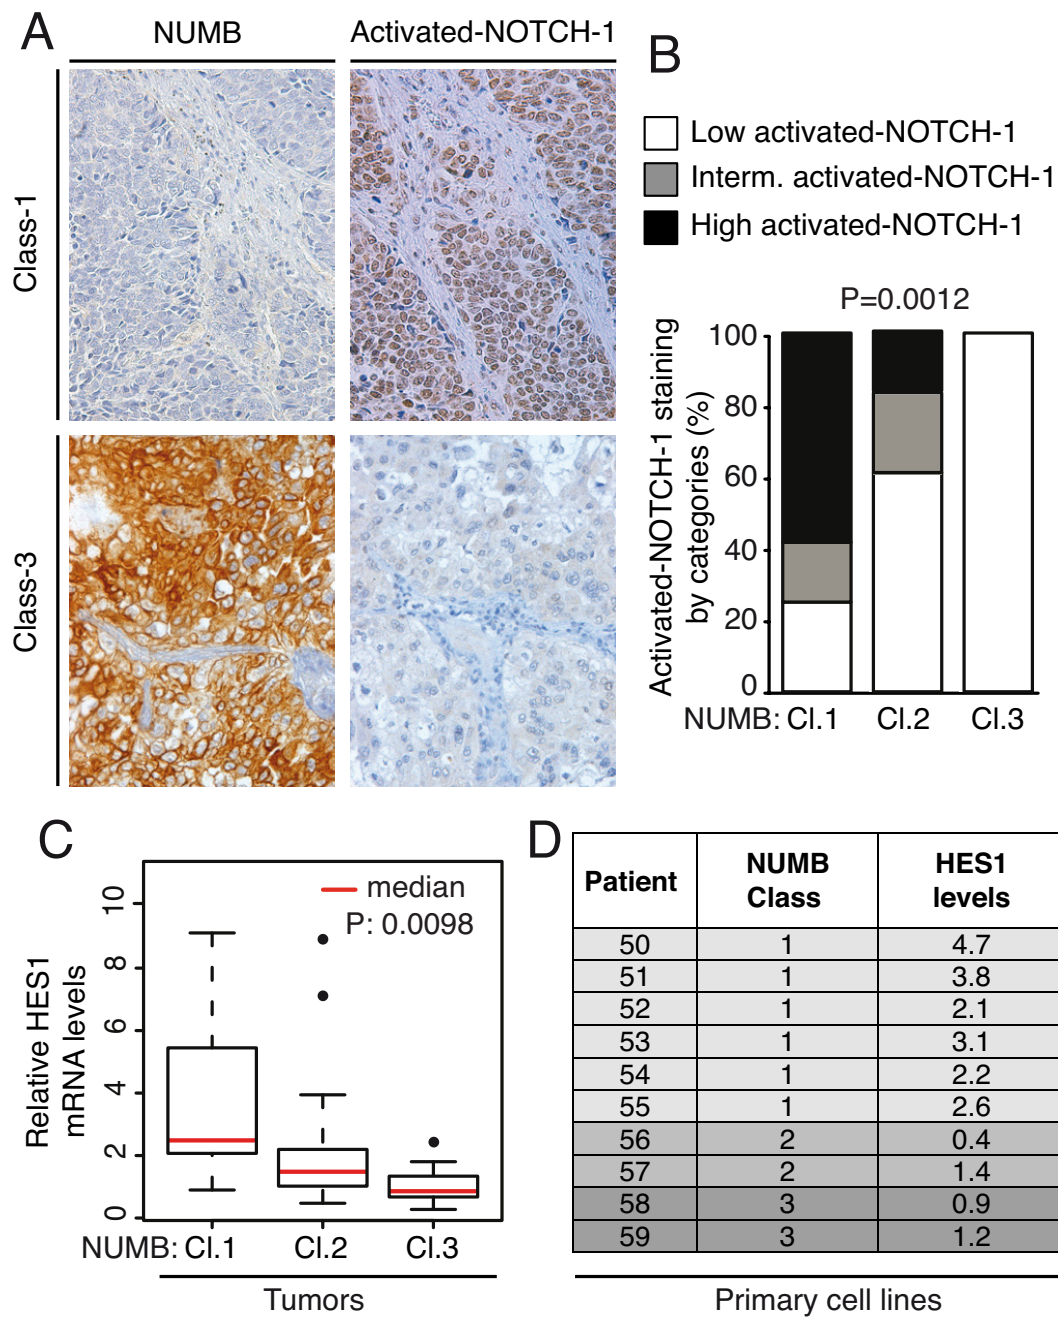 A
NUMB
Activated-NOTCH-1
Class-1
Class-3
B
Low activated-NOTCH-1
Interm. activated-NOTCH-1
High activated-NOTCH-1
P=0.0012
Activated-NOTCH-1 staining
by categories (%)
100
80
60
40
20
0
NUMB: Cl.1 Cl.2 Cl.3
C
median
P: 0.0098
Relative HES1
mRNA levels
10
8
6
4
2
0
NUMB: Cl.1 Cl.2 Cl.3
Tumors
D
Patient NUMB Class HES1 levels
50 1 4.7
51 1 3.8
52 1 2.1
53 1 3.1
54 1 2.2
55 1 2.6
56 2 0.4
57 2 1.4
58 3 0.9
59 3 1.2
Primary cell lines